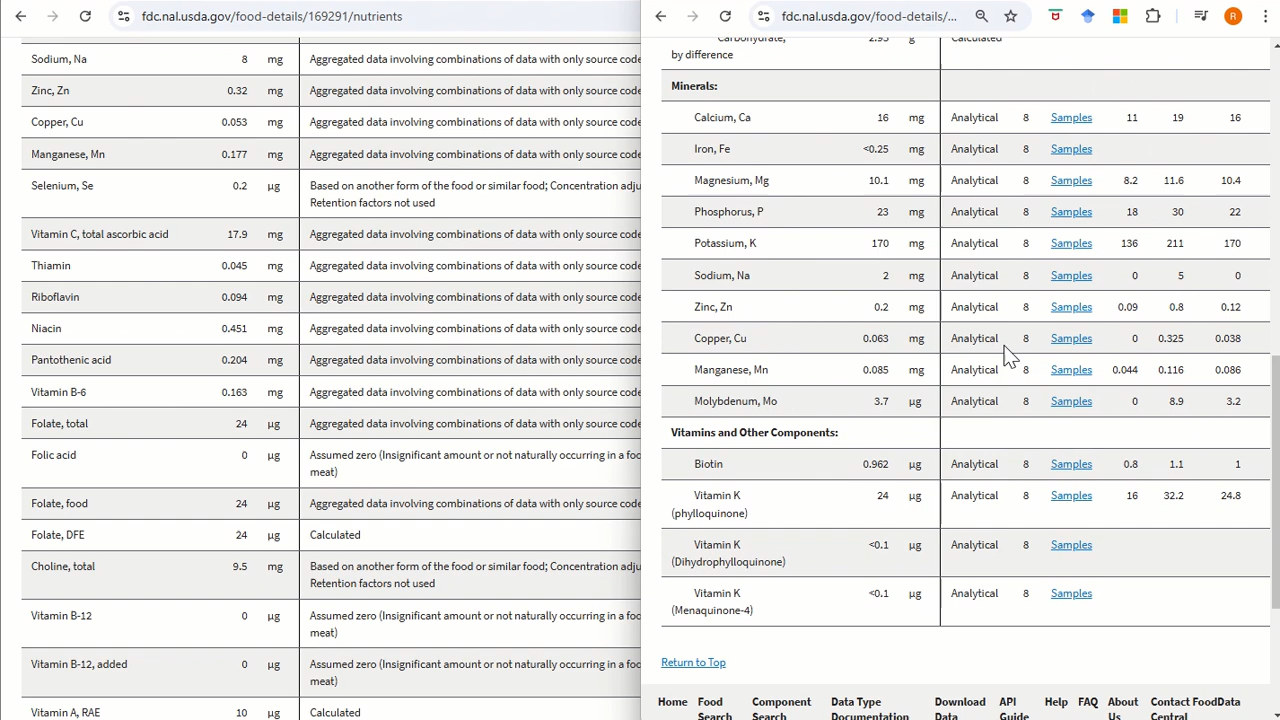 fdc.nal.usda.gov/food-details/169291/nutrients
Sodium, Na 8 mg Aggregated data involving combinations of data with only source code
Zinc, Zn 0.32 mg Aggregated data involving combinations of data with only source code
Copper, Cu 0.053 mg Aggregated data involving combinations of data with only source code
Manganese, Mn 0.177 mg Aggregated data involving combinations of data with only source code
Selenium, Se 0.2 µg Based on another form of the food or similar food; Concentration adju
Retention factors not used
Vitamin C, total ascorbic acid 17.9 mg Aggregated data involving combinations of data with only source code
Thiamin 0.045 mg Aggregated data involving combinations of data with only source code
Riboflavin 0.094 mg Aggregated data involving combinations of data with only source code
Niacin 0.451 mg Aggregated data involving combinations of data with only source code
Pantothenic acid 0.204 mg Aggregated data involving combinations of data with only source code
Vitamin B-6 0.163 mg Aggregated data involving combinations of data with only source code
Folate, total 24 µg Aggregated data involving combinations of data with only source code
Folic acid 0 µg Assumed zero (Insignificant amount or not naturally occurring in a foo
meat)
Folate, food 24 µg Aggregated data involving combinations of data with only source code
Folate, DFE 24 µg Calculated
Choline, total 9.5 mg Based on another form of the food or similar food; Concentration adju
Retention factors not used
Vitamin B-12 0 µg Assumed zero (Insignificant amount or not naturally occurring in a foo
meat)
Vitamin B-12, added 0 µg Assumed zero (Insignificant amount or not naturally occurring in a foo
meat)
Vitamin A, RAE 10 µg Calculated
fdc.nal.usda.gov/food-details/... R
Carbohydrate, 2.95 g Calculated
by difference
Minerals:
Calcium, Ca 16 mg Analytical 8 Samples 11 19 16
Iron, Fe <0.25 mg Analytical 8 Samples
Magnesium, Mg 10.1 mg Analytical 8 Samples 8.2 11.6 10.4
Phosphorus, P 23 mg Analytical 8 Samples 18 30 22
Potassium, K 170 mg Analytical 8 Samples 136 211 170
Sodium, Na 2 mg Analytical 8 Samples 0 5 0
Zinc, Zn 0.2 mg Analytical 8 Samples 0.09 0.8 0.12
Copper, Cu 0.063 mg Analytical 8 Samples 0 0.325 0.038
Manganese, Mn 0.085 mg Analytical 8 Samples 0.044 0.116 0.086
Molybdenum, Mo 3.7 µg Analytical 8 Samples 0 8.9 3.2
Vitamins and Other Components:
Biotin 0.962 µg Analytical 8 Samples 0.8 1.1 1
Vitamin K 24 µg Analytical 8 Samples 16 32.2 24.8
(phylloquinone)
Vitamin K <0.1 µg Analytical 8 Samples
(Dihydrophylloquinone)
Vitamin K <0.1 µg Analytical 8 Samples
(Menaquinone-4)
Return to Top
Home Food Component Data Type Download API Help FAQ About Contact FoodData
Search Search Documentation Data Guide Us Central